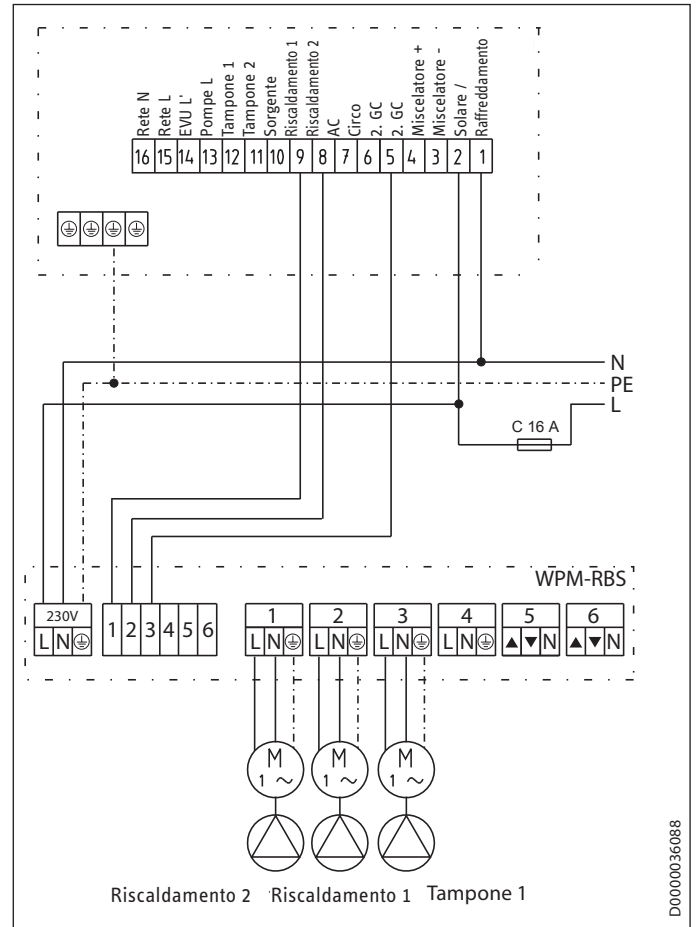 Rete N
Rete L
EVU L'
Pompe L
Tampone 1
Tampone 2
Sorgente
Riscaldamento 1
Riscaldamento 2
AC
Circo
2. GC
2. GC
Miscelatore +
Miscelatore -
Solare /
Raffreddamento
16 15 14 13 12 11 10 9 8 7 6 5 4 3 2 1
N
PE
L
C 16 A
WPM-RBS
230V
L N
1 2 3 4 5 6
1
L N
2
L N
3
L N
4
L N
5
▲ ▼ N
6
▲ ▼ N
M
1 ~
M
1 ~
M
1 ~
Riscaldamento 2 Riscaldamento 1 Tampone 1
D0000036088